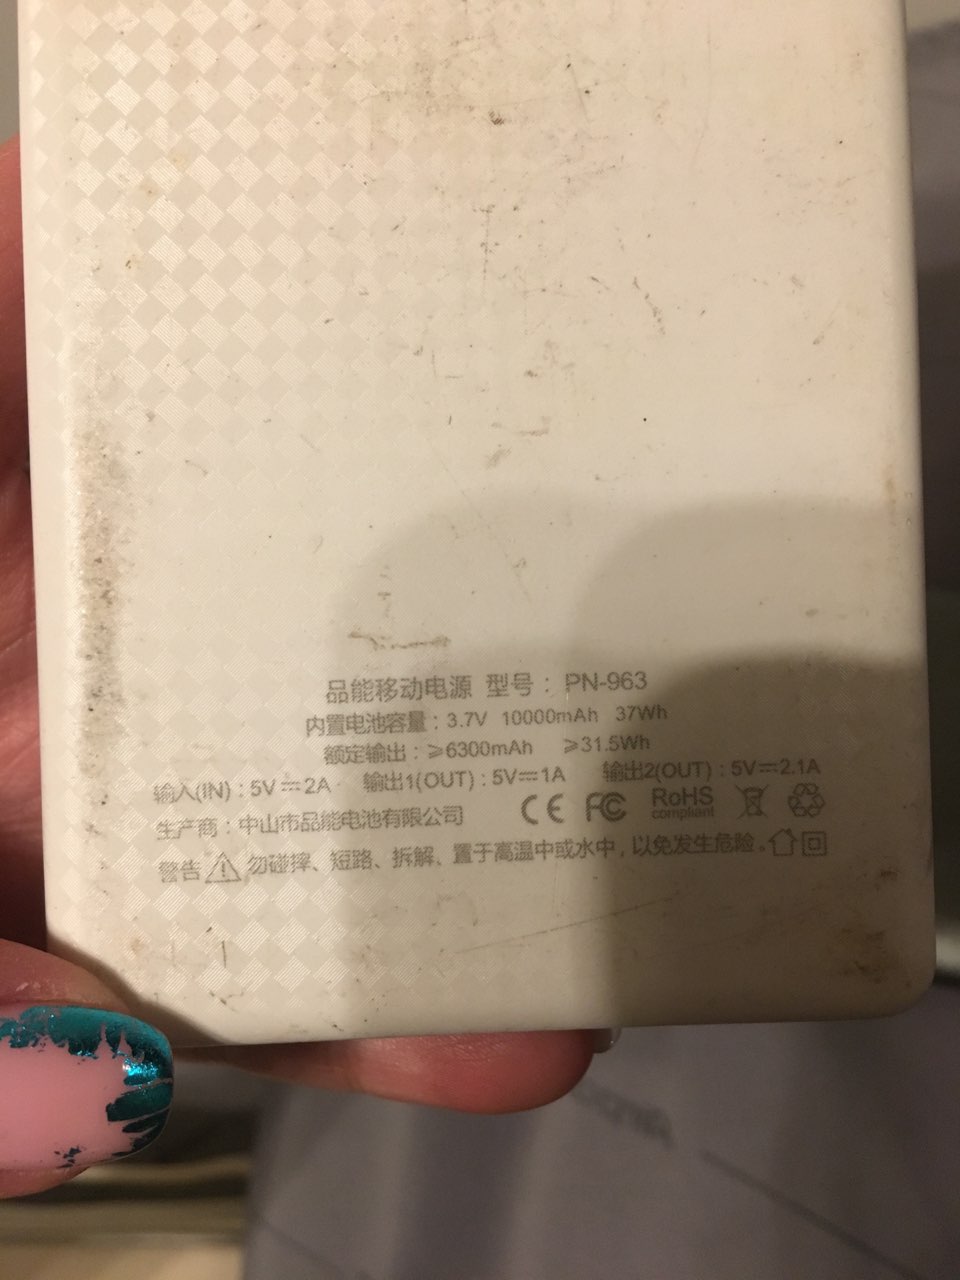 品能移动电源 型号：PN-963
内置电池容量：3.7V 10000mAh 37Wh
额定输出：≥6300mAh ≥31.5Wh
输入(IN)：5V⎓2A 输出1(OUT)：5V⎓1A 输出2(OUT)：5V⎓2.1A
生产商：中山市品能电池有限公司 CE FC RoHS compliant
警告 勿碰摔、短路、拆解、置于高温中或水中，以免发生危险。